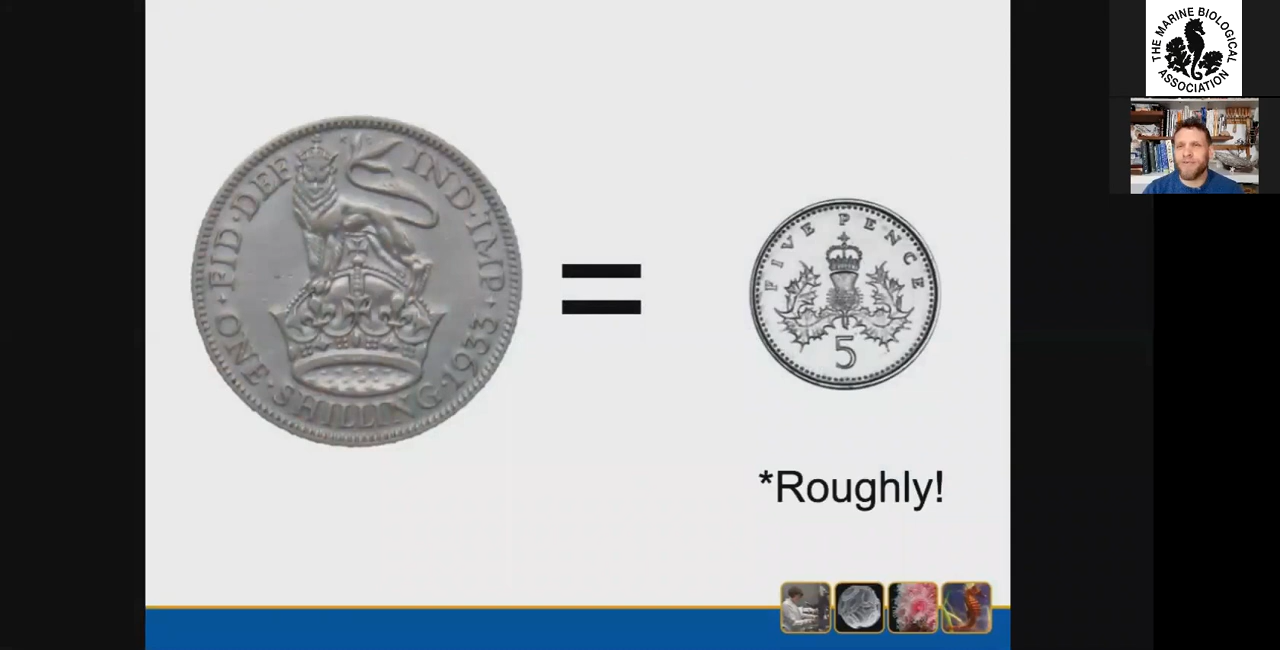 FID·DEF IND·IMP·
ONE·SHILLING·1933
FIVE PENCE
5
*Roughly!
THE MARINE BIOLOGICAL
ASSOCIATION